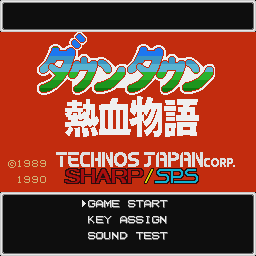 ダウンタウン
熱血物語
©1989 TECHNOS JAPAN CORP.
1990 SHARP/SPS
GAME START
KEY ASSIGN
SOUND TEST